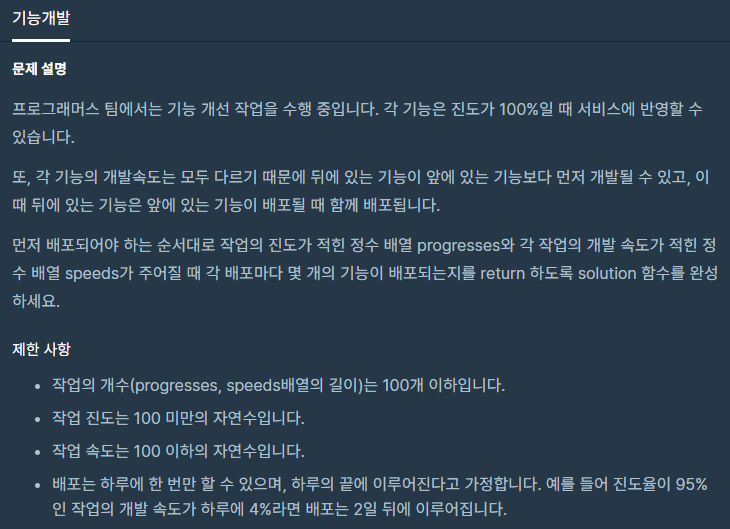 기능개발
문제 설명
프로그래머스 팀에서는 기능 개선 작업을 수행 중입니다. 각 기능은 진도가 100%일 때 서비스에 반영할 수
있습니다.
또, 각 기능의 개발속도는 모두 다르기 때문에 뒤에 있는 기능이 앞에 있는 기능보다 먼저 개발될 수 있고, 이
때 뒤에 있는 기능은 앞에 있는 기능이 배포될 때 함께 배포됩니다.
먼저 배포되어야 하는 순서대로 작업의 진도가 적힌 정수 배열 progresses와 각 작업의 개발 속도가 적힌 정
수 배열 speeds가 주어질 때 각 배포마다 몇 개의 기능이 배포되는지를 return 하도록 solution 함수를 완성
하세요.
제한 사항
• 작업의 개수(progresses, speeds배열의 길이)는 100개 이하입니다.
• 작업 진도는 100 미만의 자연수입니다.
• 작업 속도는 100 이하의 자연수입니다.
• 배포는 하루에 한 번만 할 수 있으며, 하루의 끝에 이루어진다고 가정합니다. 예를 들어 진도율이 95%
인 작업의 개발 속도가 하루에 4%라면 배포는 2일 뒤에 이루어집니다.